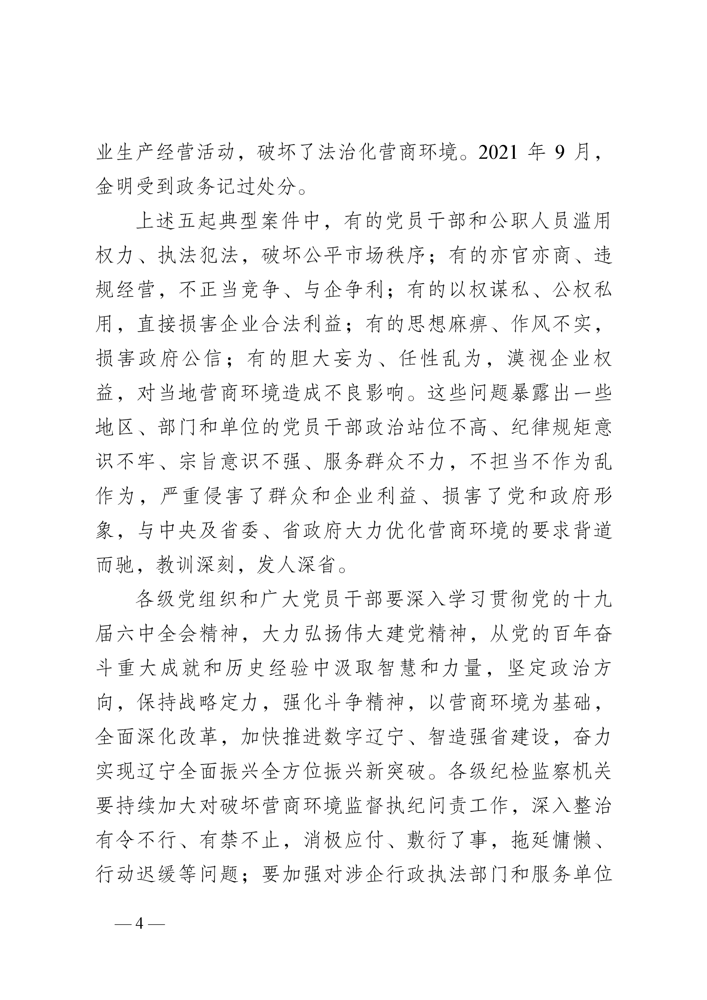 业生产经营活动，破坏了法治化营商环境。2021 年 9 月，
金明受到政务记过处分。
上述五起典型案件中，有的党员干部和公职人员滥用
权力、执法犯法，破坏公平市场秩序；有的亦官亦商、违
规经营，不正当竞争、与企争利；有的以权谋私、公权私
用，直接损害企业合法利益；有的思想麻痹、作风不实，
损害政府公信；有的胆大妄为、任性乱为，漠视企业权
益，对当地营商环境造成不良影响。这些问题暴露出一些
地区、部门和单位的党员干部政治站位不高、纪律规矩意
识不牢、宗旨意识不强、服务群众不力，不担当不作为乱
作为，严重侵害了群众和企业利益、损害了党和政府形
象，与中央及省委、省政府大力优化营商环境的要求背道
而驰，教训深刻，发人深省。
各级党组织和广大党员干部要深入学习贯彻党的十九
届六中全会精神，大力弘扬伟大建党精神，从党的百年奋
斗重大成就和历史经验中汲取智慧和力量，坚定政治方
向，保持战略定力，强化斗争精神，以营商环境为基础，
全面深化改革，加快推进数字辽宁、智造强省建设，奋力
实现辽宁全面振兴全方位振兴新突破。各级纪检监察机关
要持续加大对破坏营商环境监督执纪问责工作，深入整治
有令不行、有禁不止，消极应付、敷衍了事，拖延慵懒、
行动迟缓等问题；要加强对涉企行政执法部门和服务单位
— 4 —